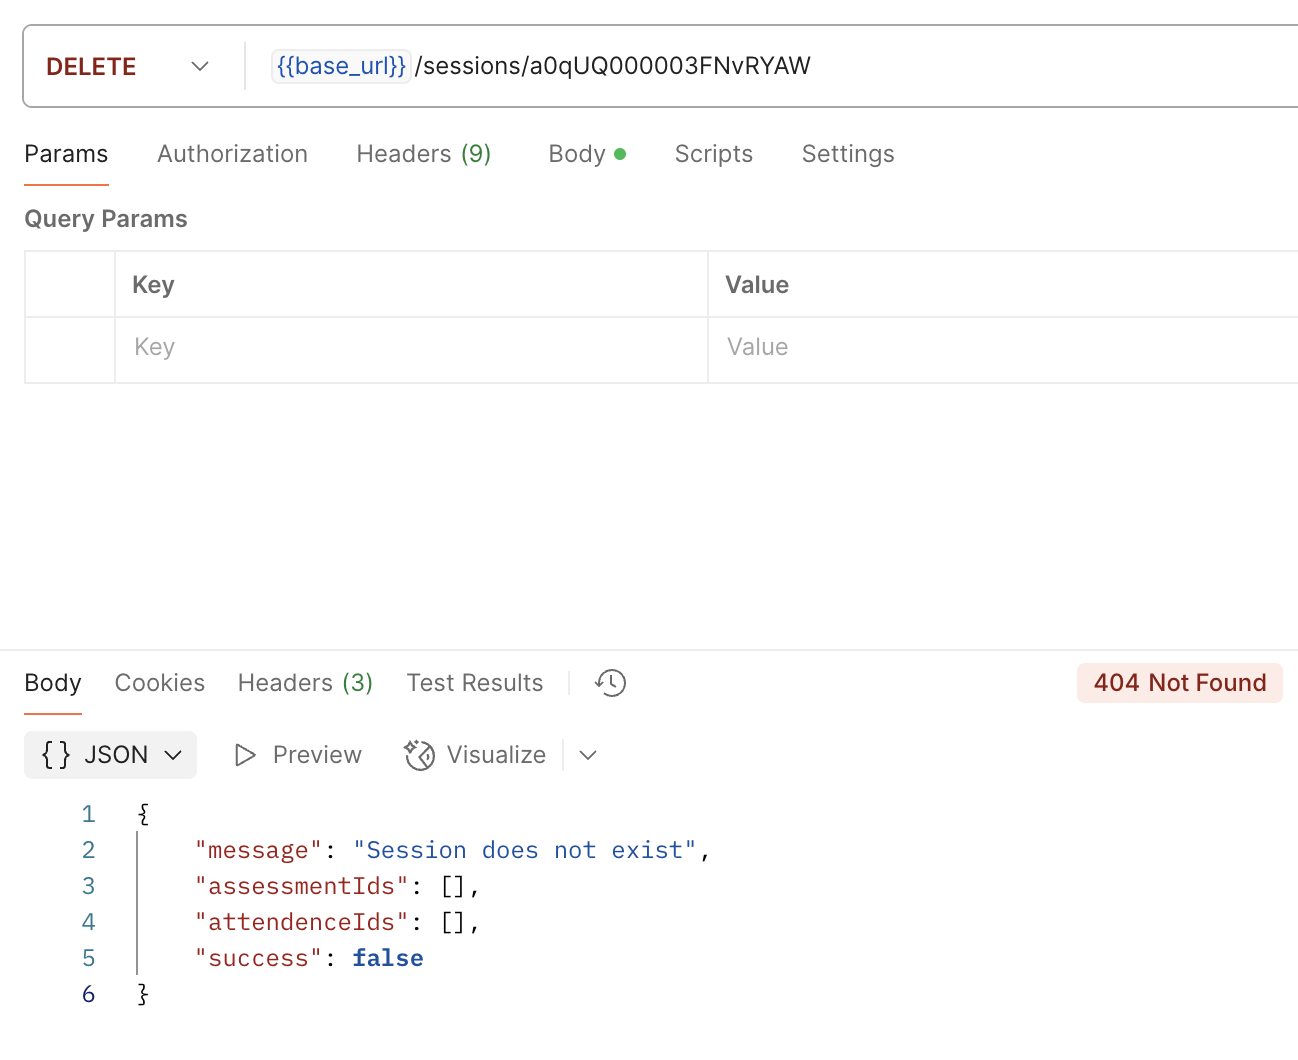 DELETE {{base_url}} /sessions/a0qUQ000003FNvRYAW
Params Authorization Headers (9) Body Scripts Settings
Query Params
Key Value
Key Value
Body Cookies Headers (3) Test Results 404 Not Found
{} JSON Preview Visualize
1 {
2 "message": "Session does not exist",
3 "assessmentIds": [],
4 "attendenceIds": [],
5 "success": false
6 }